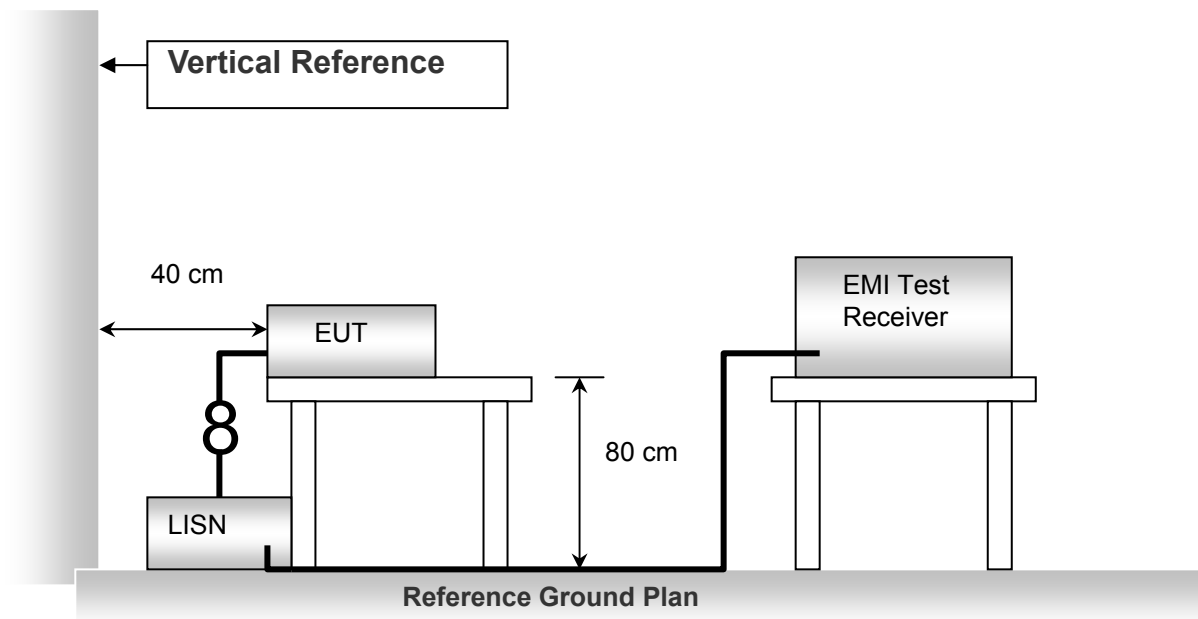 Vertical Reference
40 cm
EUT
EMI Test
Receiver
80 cm
LISN
Reference Ground Plan